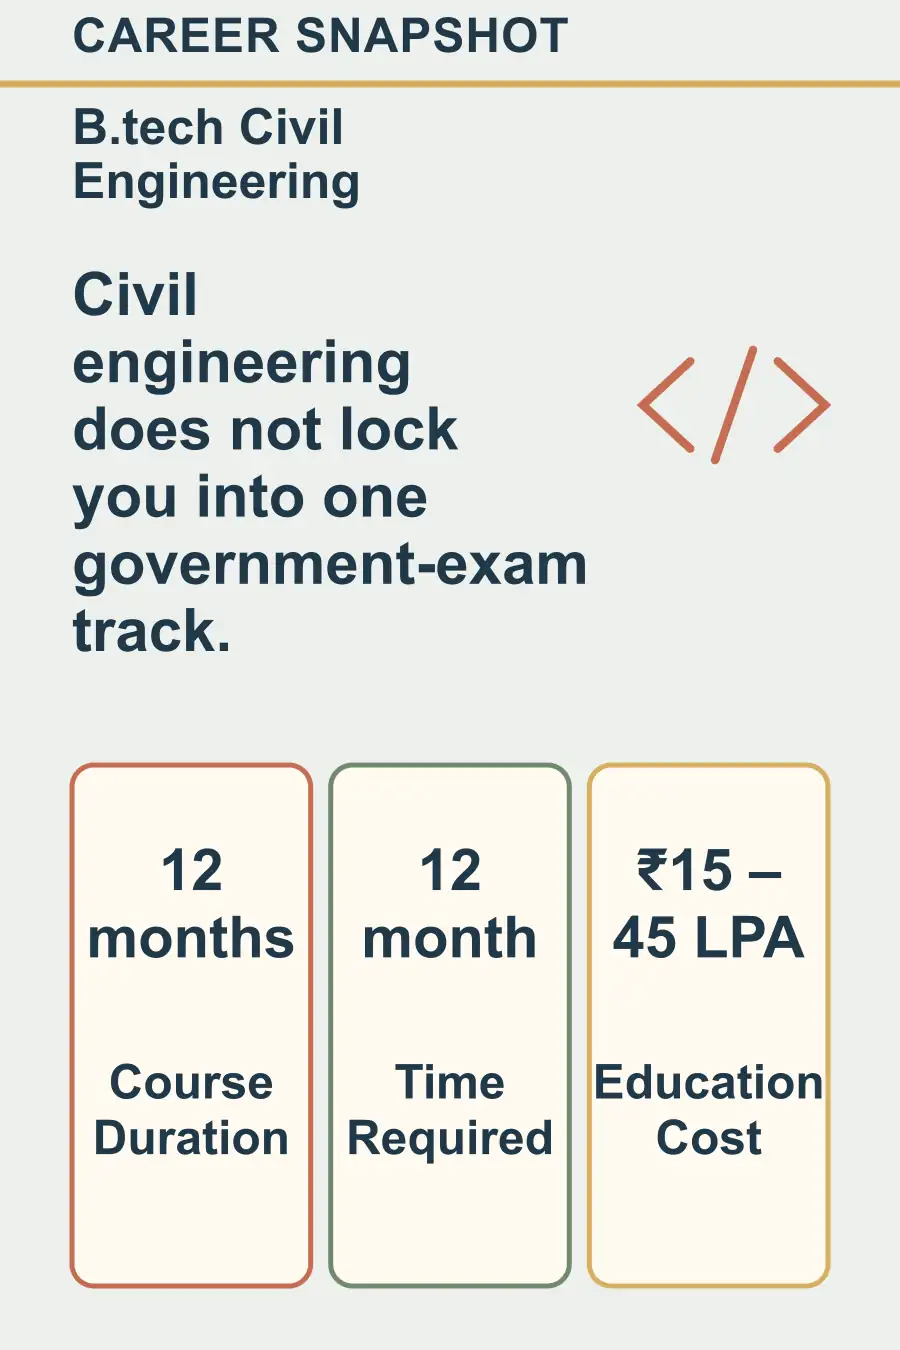 CAREER SNAPSHOT
B.tech Civil
Engineering
Civil
engineering
does not lock
you into one
government-exam
track.
12
months
Course
Duration
12
month
Time
Required
₹15 –
45 LPA
Education
Cost